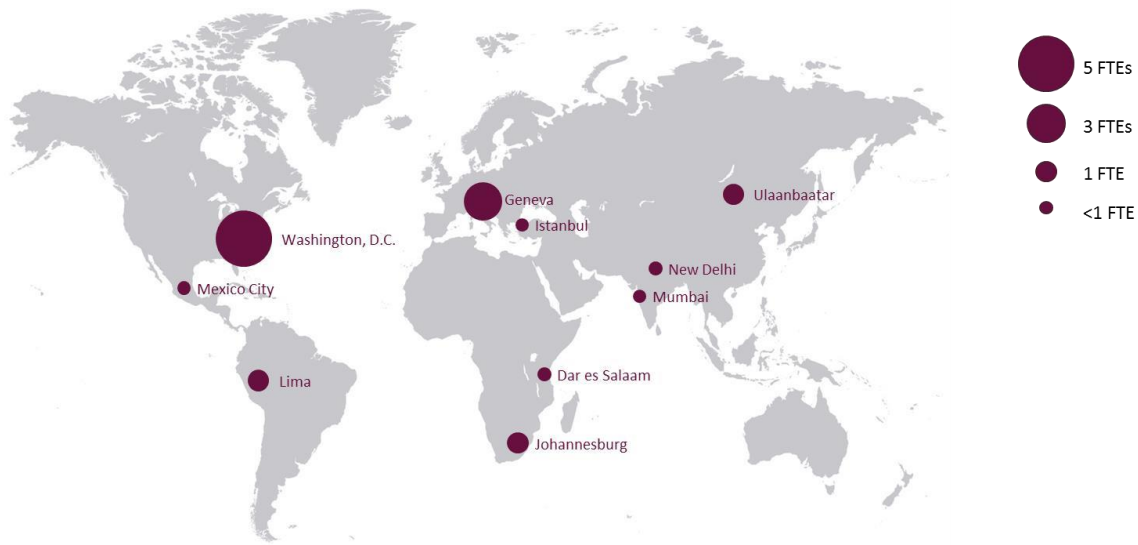 5 FTEs
3 FTEs
1 FTE
<1 FTE
Geneva
Ulaanbaatar
Istanbul
Washington, D.C.
New Delhi
Mexico City
Mumbai
Dar es Salaam
Lima
Johannesburg